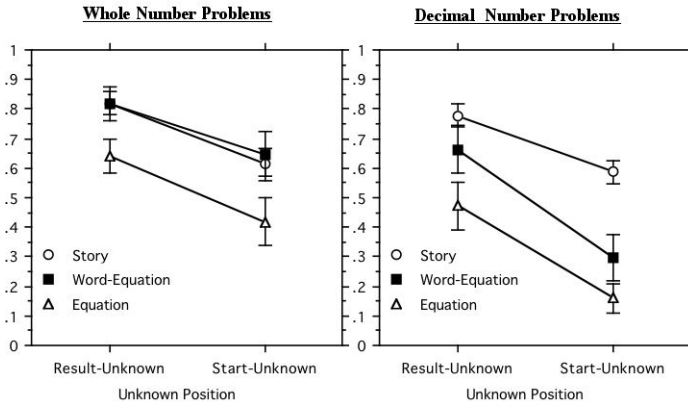 Whole Number Problems
1
.9
.8
.7
.6
.5
.4
.3
.2
.1
0
Story
Word-Equation
Equation
Result-Unknown Start-Unknown
Unknown Position
Decimal Number Problems
1
.9
.8
.7
.6
.5
.4
.3
.2
.1
0
Story
Word-Equation
Equation
Result-Unknown Start-Unknown
Unknown Position